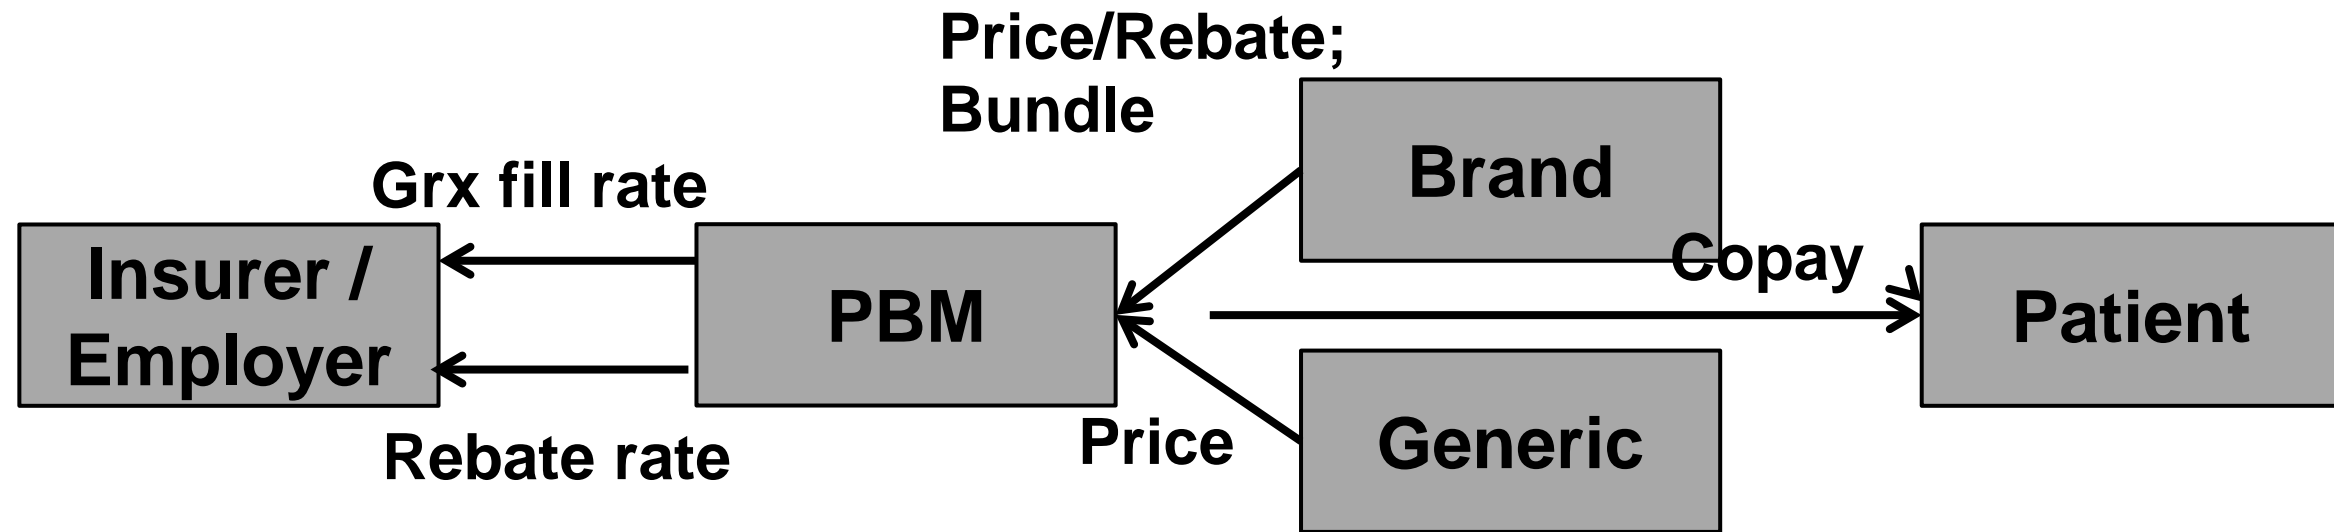 Price/Rebate;
Bundle
Brand
Grx fill rate
Insurer /
Employer
PBM
Copay
Patient
Rebate rate
Price
Generic